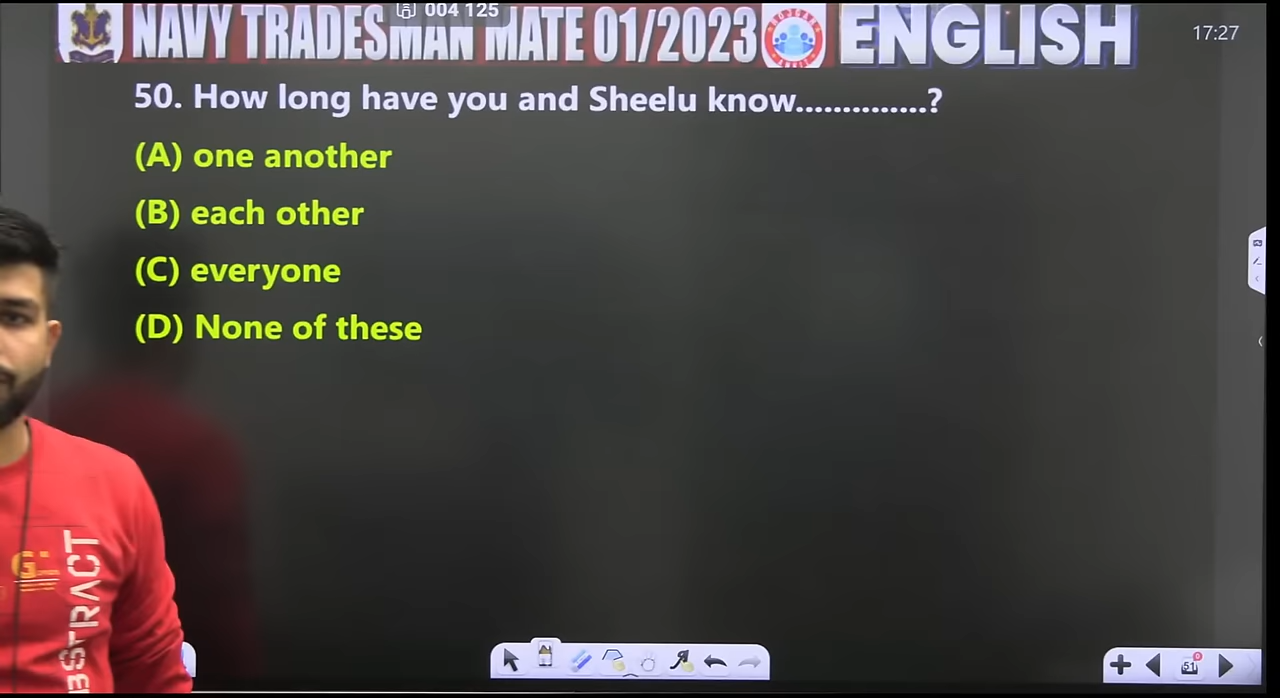 004 125
NAVY TRADESMAN MATE 01/2023 ENGLISH
17:27
50. How long have you and Sheelu know..............?
(A) one another
(B) each other
(C) everyone
(D) None of these
BSTRACT
51